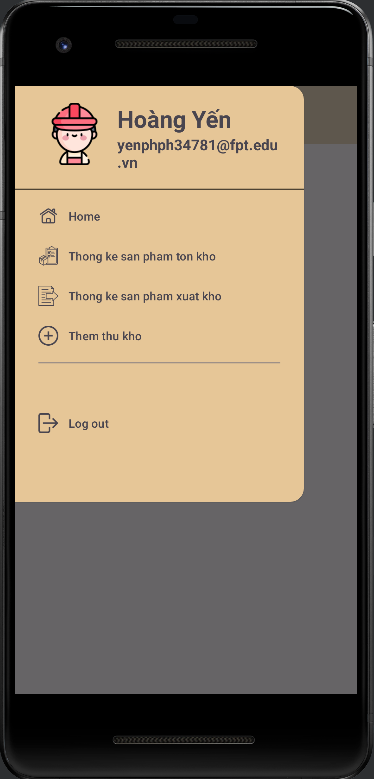 Hoàng Yến
yenphph34781@fpt.edu
.vn
Home
Thong ke san pham ton kho
Thong ke san pham xuat kho
Them thu kho
Log out